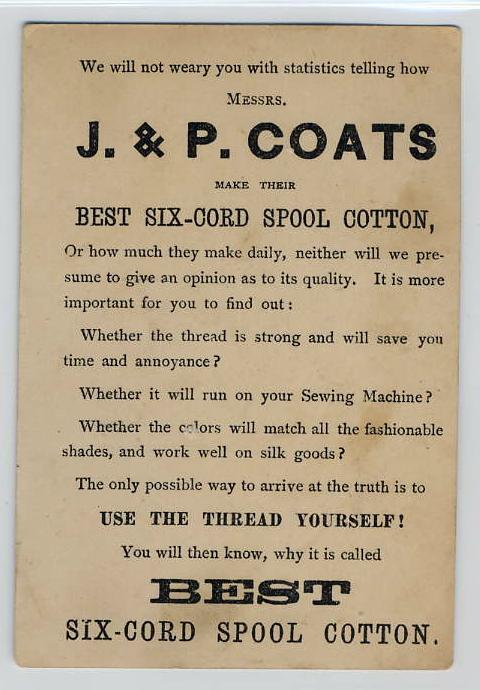 We will not weary you with statistics telling how
MESSRS.
J. & P. COATS
MAKE THEIR
BEST SIX-CORD SPOOL COTTON,
Or how much they make daily, neither will we pre-
sume to give an opinion as to its quality. It is more
important for you to find out:
Whether the thread is strong and will save you
time and annoyance?
Whether it will run on your Sewing Machine?
Whether the colors will match all the fashionable
shades, and work well on silk goods?
The only possible way to arrive at the truth is to
USE THE THREAD YOURSELF!
You will then know, why it is called
BEST
SIX-CORD SPOOL COTTON.